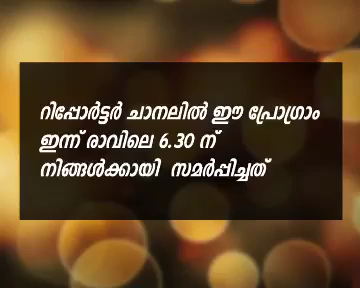 റിപ്പോർട്ടർ ചാനലിൽ ഈ പ്രോഗ്രാം
ഇന്ന് രാവിലെ 6.30 ന്
നിങ്ങൾക്കായി സമർപ്പിച്ചത്